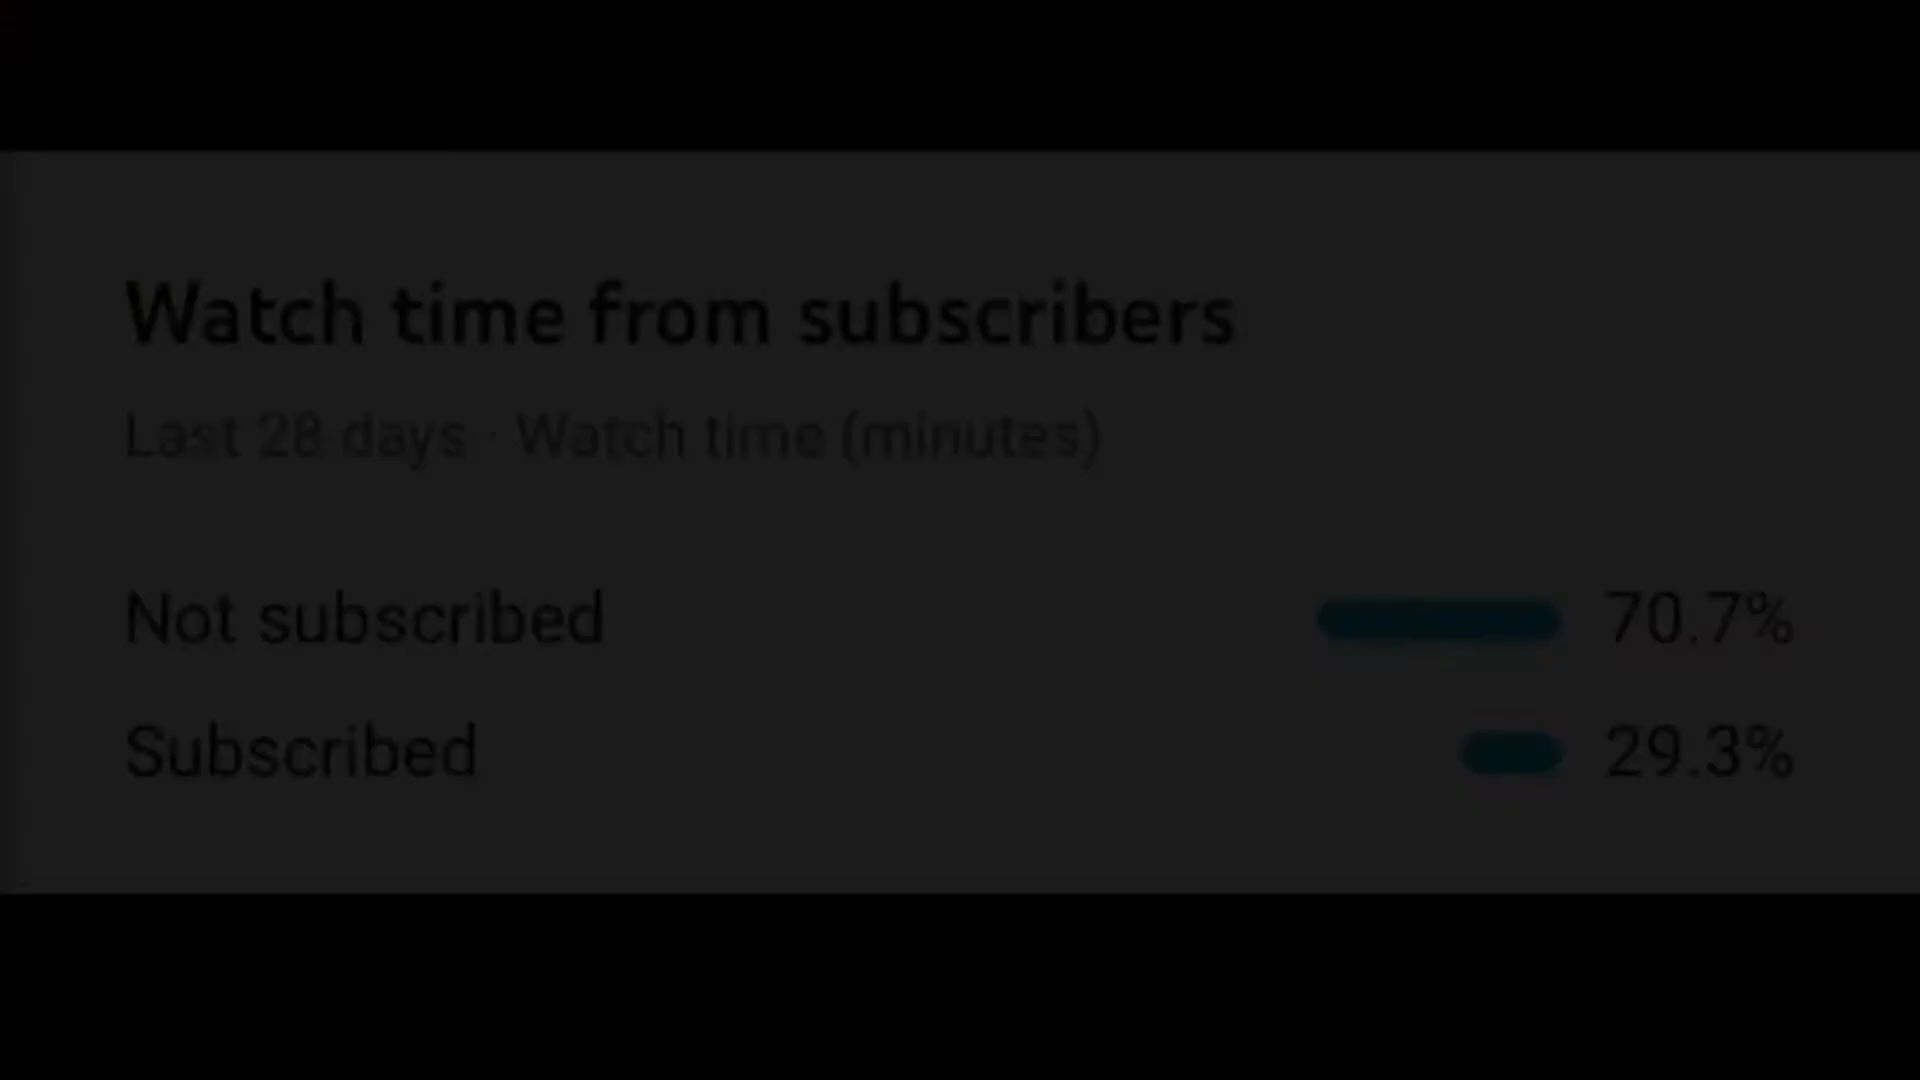 Watch time from subscribers
Last 28 days · Watch time (minutes)
Not subscribed 70.7%
Subscribed 29.3%